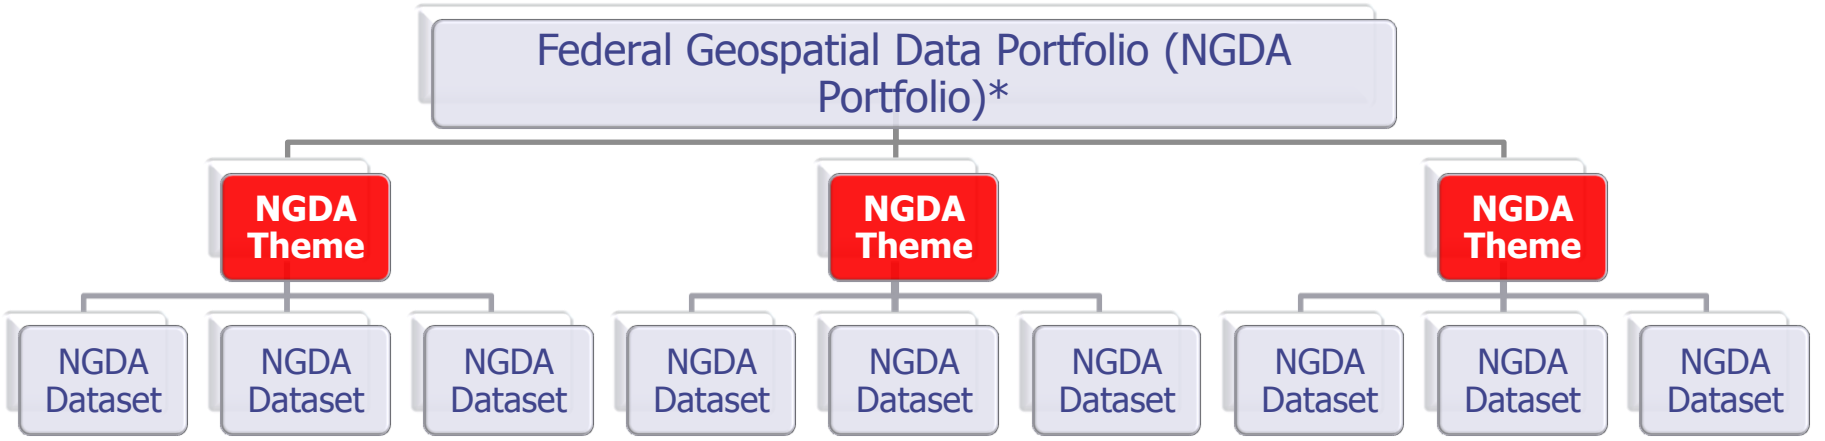 Federal Geospatial Data Portfolio (NGDA
Portfolio)*
NGDA
Theme
NGDA
Theme
NGDA
Theme
NGDA
Dataset
NGDA
Dataset
NGDA
Dataset
NGDA
Dataset
NGDA
Dataset
NGDA
Dataset
NGDA
Dataset
NGDA
Dataset
NGDA
Dataset